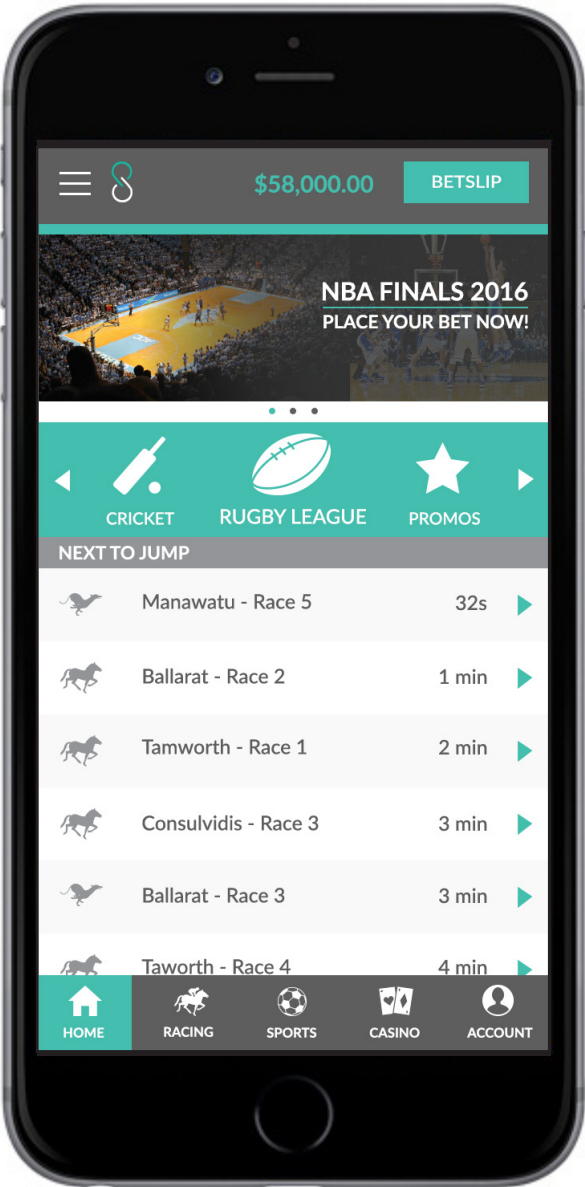 $58,000.00
BETSLIP
NBA FINALS 2016
PLACE YOUR BET NOW!
CRICKET
RUGBY LEAGUE
PROMOS
NEXT TO JUMP
Manawatu - Race 5
32s
Ballarat - Race 2
1 min
Tamworth - Race 1
2 min
Consulvidis - Race 3
3 min
Ballarat - Race 3
3 min
Taworth - Race 4
4 min
HOME
RACING
SPORTS
CASINO
ACCOUNT